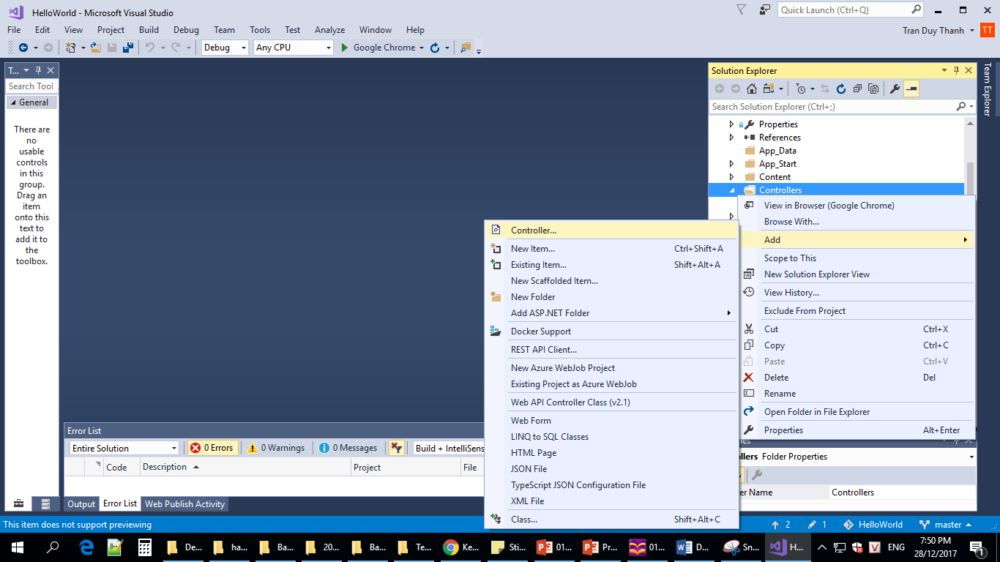 HelloWorld - Microsoft Visual Studio
Quick Launch (Ctrl+Q)
File Edit View Project Build Debug Team Tools Test Analyze Window Help
Tran Duy Thanh
TT
Debug
Any CPU
Google Chrome
T...
Search Tool
General
There are
no
usable
controls
in this
group.
Drag an
item
onto this
text to
add it to
the
toolbox.
Solution Explorer
Search Solution Explorer (Ctrl+;)
Properties
References
App_Data
App_Start
Content
Controllers
Team Explorer
View in Browser (Google Chrome)
Browse With...
Add
Scope to This
New Solution Explorer View
View History...
Exclude From Project
Cut Ctrl+X
Copy Ctrl+C
Paste Ctrl+V
Delete Del
Rename
Open Folder in File Explorer
Properties Alt+Enter
Controller...
New Item... Ctrl+Shift+A
Existing Item... Shift+Alt+A
New Scaffolded Item...
New Folder
Add ASP.NET Folder
Docker Support
REST API Client...
New Azure WebJob Project
Existing Project as Azure WebJob
Web API Controller Class (v2.1)
Web Form
LINQ to SQL Classes
HTML Page
JSON File
TypeScript JSON Configuration File
XML File
Class... Shift+Alt+C
Error List
Entire Solution
0 Errors
0 Warnings
0 Messages
Build + IntelliSens
Code Description Project File
Output Error List Web Publish Activity
ollers Folder Properties
er Name Controllers
This item does not support previewing
2 1 HelloWorld master
De... ha... Ba... 20... Ba... Te... Ke... Sti... 01... Pr... 01... D... Sn... H...
ENG
7:50 PM
28/12/2017
1